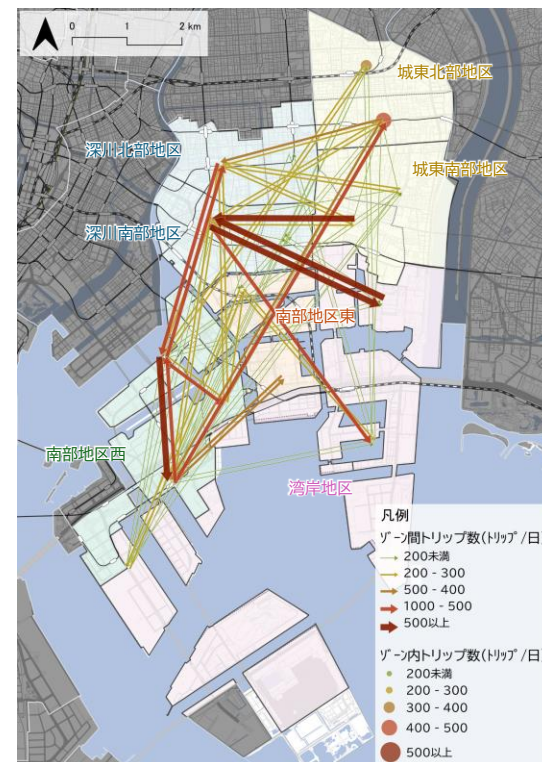 0 1 2 km
城東北部地区
深川北部地区
城東南部地区
深川南部地区
南部地区東
南部地区西
湾岸地区
凡例
ｿﾞｰﾝ間トリップ数(トリップ/日)
200未満
200 - 300
500 - 400
1000 - 500
500以上
ｿﾞｰﾝ内トリップ数(トリップ/日)
200未満
200 - 300
300 - 400
400 - 500
500以上